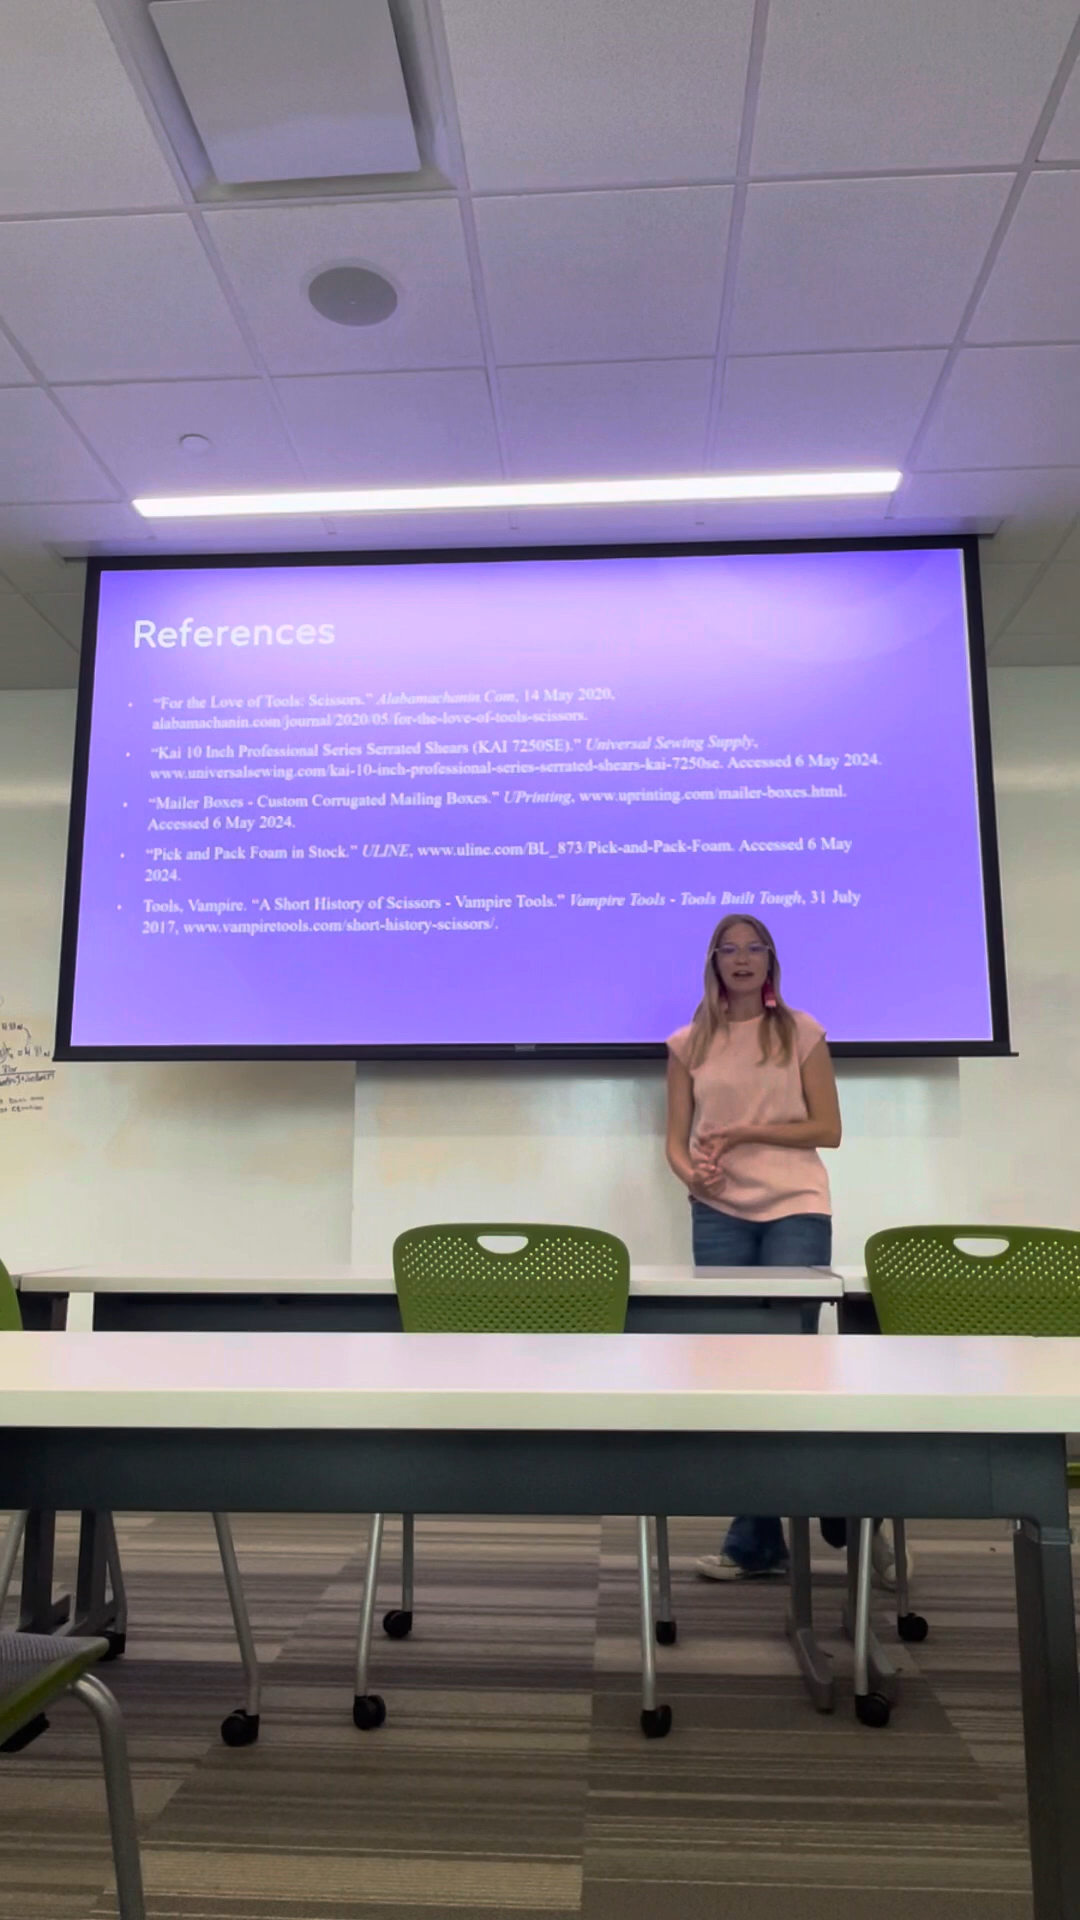 References
• “For the Love of Tools: Scissors.” Alabamachanin.Com, 14 May 2020,
alabamachanin.com/journal/2020/05/for-the-love-of-tools-scissors.
• “Kai 10 Inch Professional Series Serrated Shears (KAI 7250SE).” Universal Sewing Supply,
www.universalsewing.com/kai-10-inch-professional-series-serrated-shears-kai-7250se. Accessed 6 May 2024.
• “Mailer Boxes - Custom Corrugated Mailing Boxes.” UPrinting, www.uprinting.com/mailer-boxes.html.
Accessed 6 May 2024.
• “Pick and Pack Foam in Stock.” ULINE, www.uline.com/BL_873/Pick-and-Pack-Foam. Accessed 6 May
2024.
• Tools, Vampire. “A Short History of Scissors - Vampire Tools.” Vampire Tools - Tools Built Tough, 31 July
2017, www.vampiretools.com/short-history-scissors/.